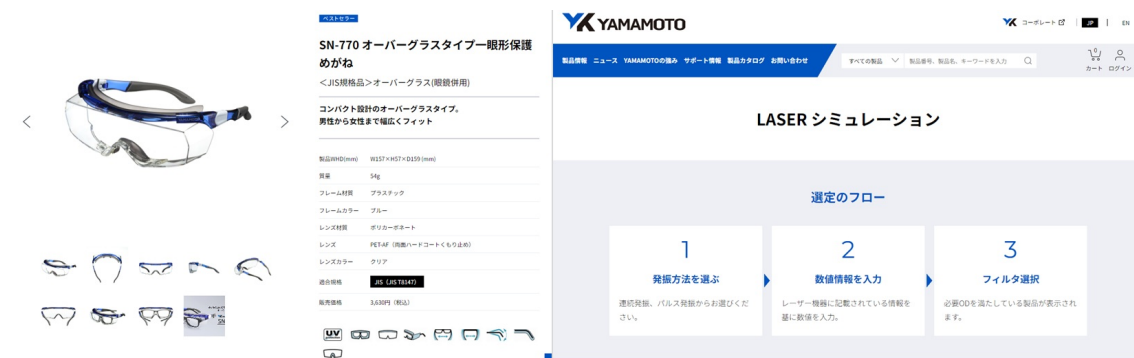 ベストセラー
SN-770 オーバーグラスタイプ一眼形保護
めがね
＜JIS規格品＞オーバーグラス(眼鏡併用)
コンパクト設計のオーバーグラスタイプ。
男性から女性まで幅広くフィット
製品WHD(mm) W157×H57×D159 (mm)
質量 54g
フレーム材質 プラスチック
フレームカラー ブルー
レンズ材質 ポリカーボネート
レンズ PET-AF（両面ハードコートくもり止め）
レンズカラー クリア
適合規格 JIS（JIS T8147）
販売価格 3,630円（税込）
UV
YK YAMAMOTO
YK コーポレート JP | EN
製品情報 ニュース YAMAMOTOの強み サポート情報 製品カタログ お問い合わせ
すべての製品 製品番号、製品名、キーワードを入力
0
カート ログイン
LASER シミュレーション
選定のフロー
1
発振方法を選ぶ
連続発振、パルス発振からお選びくだ
さい。
2
数値情報を入力
レーザー機器に記載されている情報を
基に数値を入力。
3
フィルタ選択
必要ODを満たしている製品が表示され
ます。